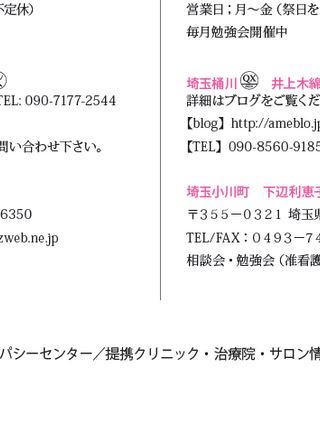 不定休）
TEL: 090-7177-2544
問い合わせ下さい。
6350
zweb.ne.jp
営業日；月～金（祭日を
毎月勉強会開催中
埼玉桶川 QX 井上木綿
詳細はブログをご覧くだ
【blog】http://ameblo.jp
【TEL】090-8560-9185
埼玉小川町　下辺利恵子
〒３５５－０３２１ 埼玉県
TEL/FAX：０４９３－７４
相談会・勉強会（准看護
パシーセンター／提携クリニック・治療院・サロン情